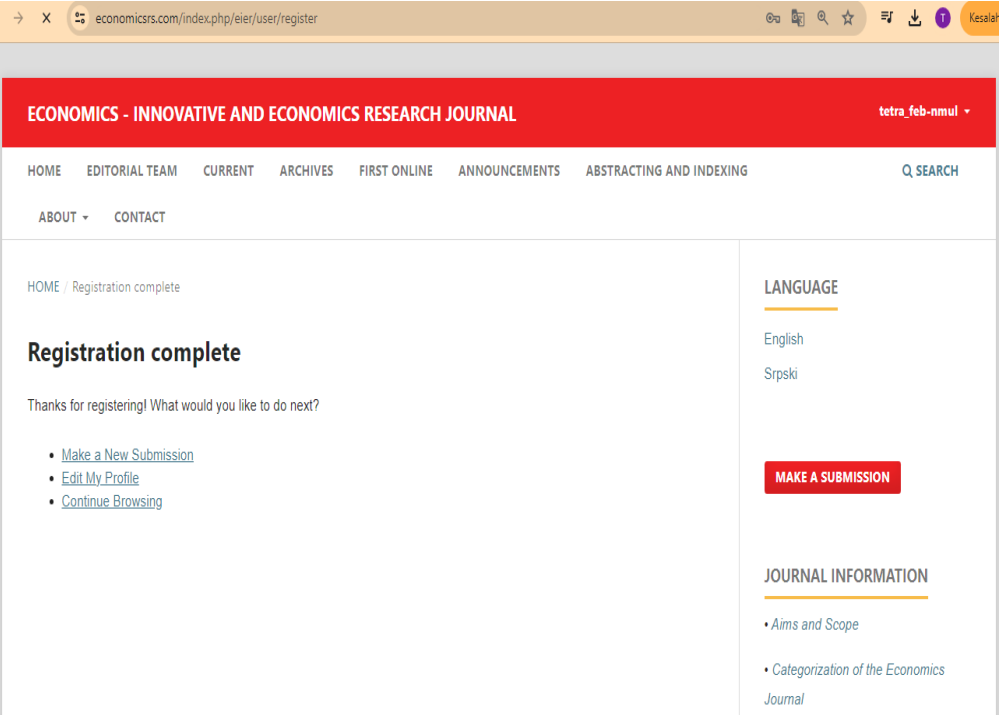 economicsrs.com/index.php/eier/user/register
T
Kesalah
ECONOMICS - INNOVATIVE AND ECONOMICS RESEARCH JOURNAL
tetra_feb-nmul
HOME EDITORIAL TEAM CURRENT ARCHIVES FIRST ONLINE ANNOUNCEMENTS ABSTRACTING AND INDEXING
SEARCH
ABOUT CONTACT
HOME / Registration complete
Registration complete
Thanks for registering! What would you like to do next?
• Make a New Submission
• Edit My Profile
• Continue Browsing
LANGUAGE
English
Srpski
MAKE A SUBMISSION
JOURNAL INFORMATION
• Aims and Scope
• Categorization of the Economics
Journal